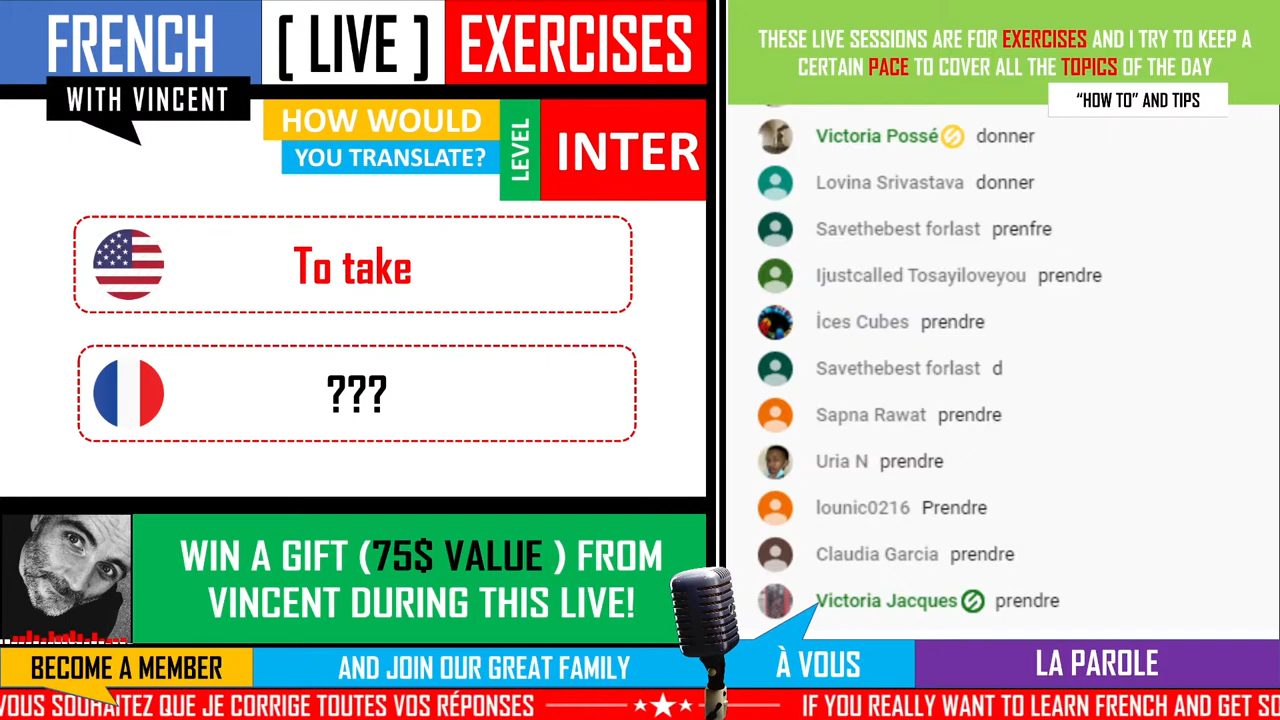 FRENCH
WITH VINCENT
[ LIVE ]
EXERCISES
HOW WOULD
YOU TRANSLATE?
LEVEL
INTER
To take
???
WIN A GIFT (75$ VALUE ) FROM
VINCENT DURING THIS LIVE!
BECOME A MEMBER
AND JOIN OUR GREAT FAMILY
THESE LIVE SESSIONS ARE FOR EXERCISES AND I TRY TO KEEP A
CERTAIN PACE TO COVER ALL THE TOPICS OF THE DAY
“HOW TO” AND TIPS
Victoria Possé donner
Lovina Srivastava donner
Savethebest forlast prenfre
Ijustcalled Tosayiloveyou prendre
İces Cubes prendre
Savethebest forlast d
Sapna Rawat prendre
Uria N prendre
lounic0216 Prendre
Claudia Garcia prendre
Victoria Jacques prendre
À VOUS
LA PAROLE
VOUS SOUHAITEZ QUE JE CORRIGE TOUTES VOS RÉPONSES
IF YOU REALLY WANT TO LEARN FRENCH AND GET SO